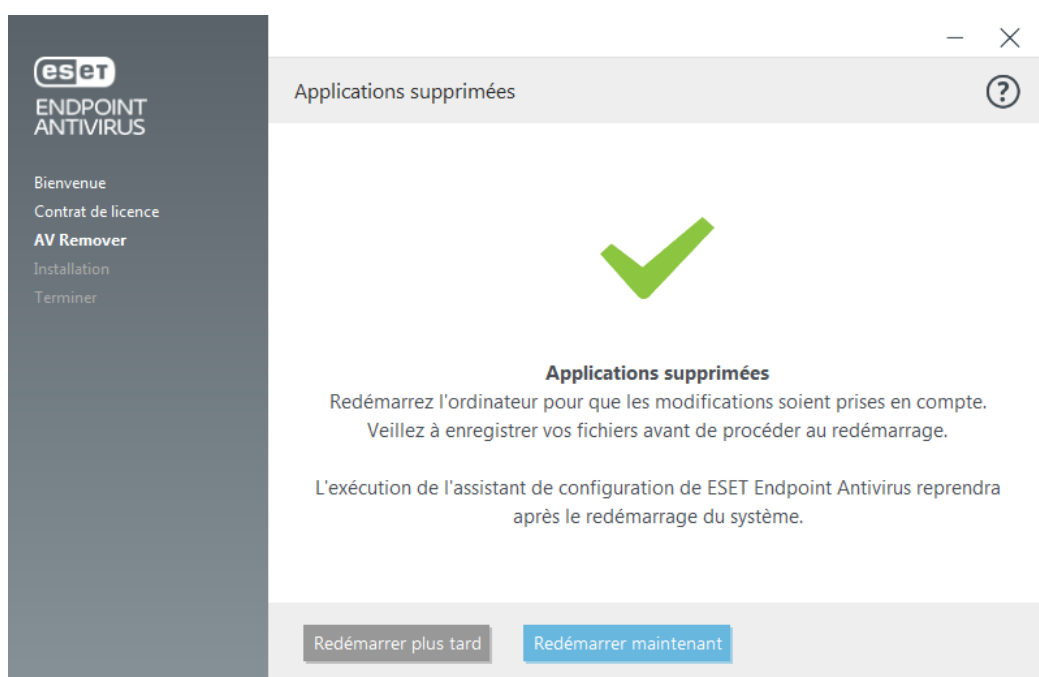 eset
ENDPOINT
ANTIVIRUS
Bienvenue
Contrat de licence
AV Remover
Installation
Terminer
Applications supprimées
?
Applications supprimées
Redémarrez l'ordinateur pour que les modifications soient prises en compte.
Veillez à enregistrer vos fichiers avant de procéder au redémarrage.
L'exécution de l'assistant de configuration de ESET Endpoint Antivirus reprendra
après le redémarrage du système.
Redémarrer plus tard
Redémarrer maintenant